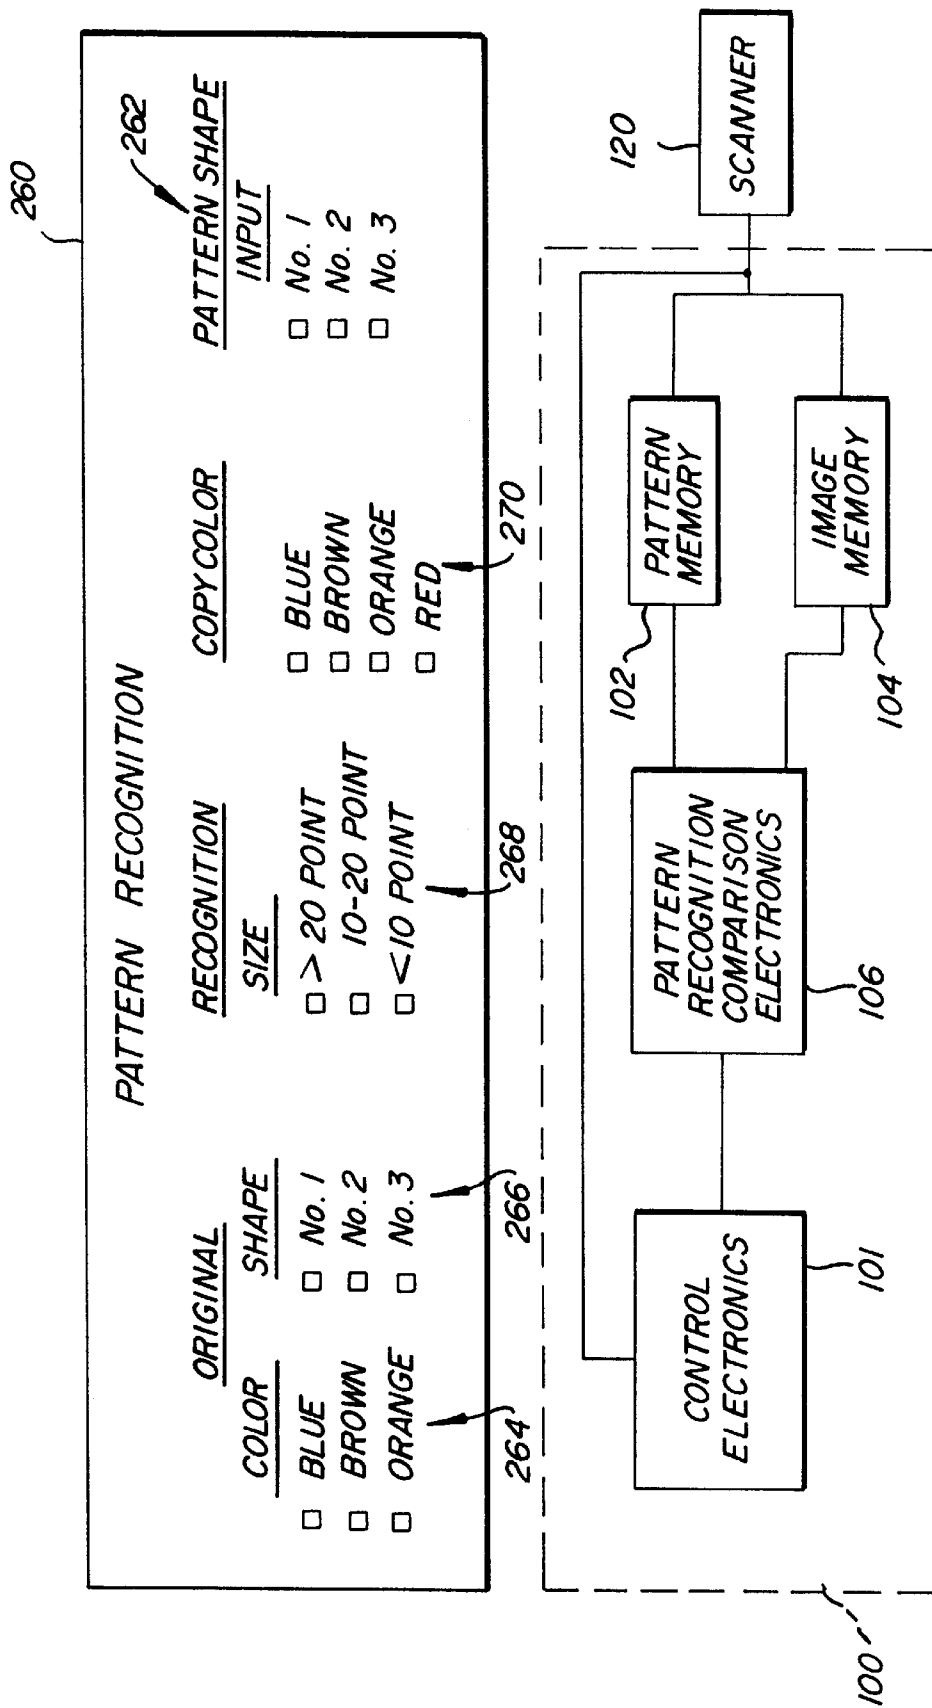 260
PATTERN RECOGNITION
262
ORIGINAL
COLOR
□ BLUE
□ BROWN
□ ORANGE
264
SHAPE
□ No. 1
□ No. 2
□ No. 3
266
RECOGNITION
SIZE
□ > 20 POINT
□ 10-20 POINT
□ <10 POINT
268
COPY COLOR
□ BLUE
□ BROWN
□ ORANGE
□ RED
270
PATTERN SHAPE
INPUT
□ No. 1
□ No. 2
□ No. 3
100
CONTROL
ELECTRONICS
101
PATTERN
RECOGNITION
COMPARISON
ELECTRONICS
106
PATTERN
MEMORY
102
IMAGE
MEMORY
104
SCANNER
120